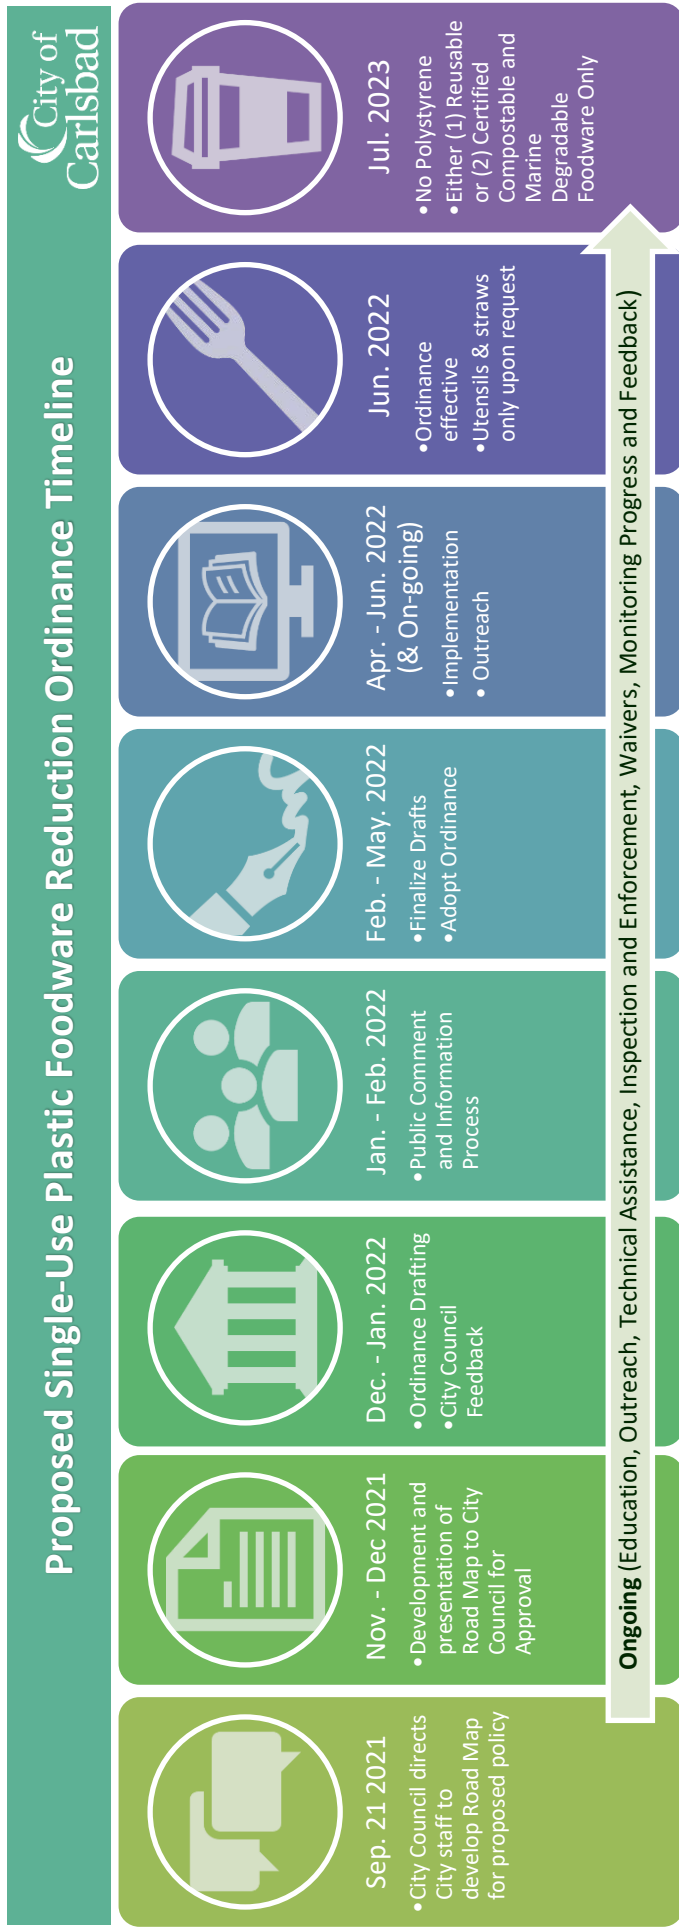 Proposed Single-Use Plastic Foodware Reduction Ordinance Timeline
City of
Carlsbad
Sep. 21 2021
•City Council directs
City staff to
develop Road Map
for proposed policy
Nov. - Dec 2021
•Development and
presentation of
Road Map to City
Council for
Approval
Dec. - Jan. 2022
•Ordinance Drafting
•City Council
Feedback
Jan. - Feb. 2022
•Public Comment
and Information
Process
Feb. - May. 2022
•Finalize Drafts
•Adopt Ordinance
Apr. - Jun. 2022
(& On-going)
•Implementation
• Outreach
Jun. 2022
•Ordinance
effective
•Utensils & straws
only upon request
Jul. 2023
•No Polystyrene
•Either (1) Reusable
or (2) Certified
Compostable and
Marine
Degradable
Foodware Only
Ongoing (Education, Outreach, Technical Assistance, Inspection and Enforcement, Waivers, Monitoring Progress and Feedback)